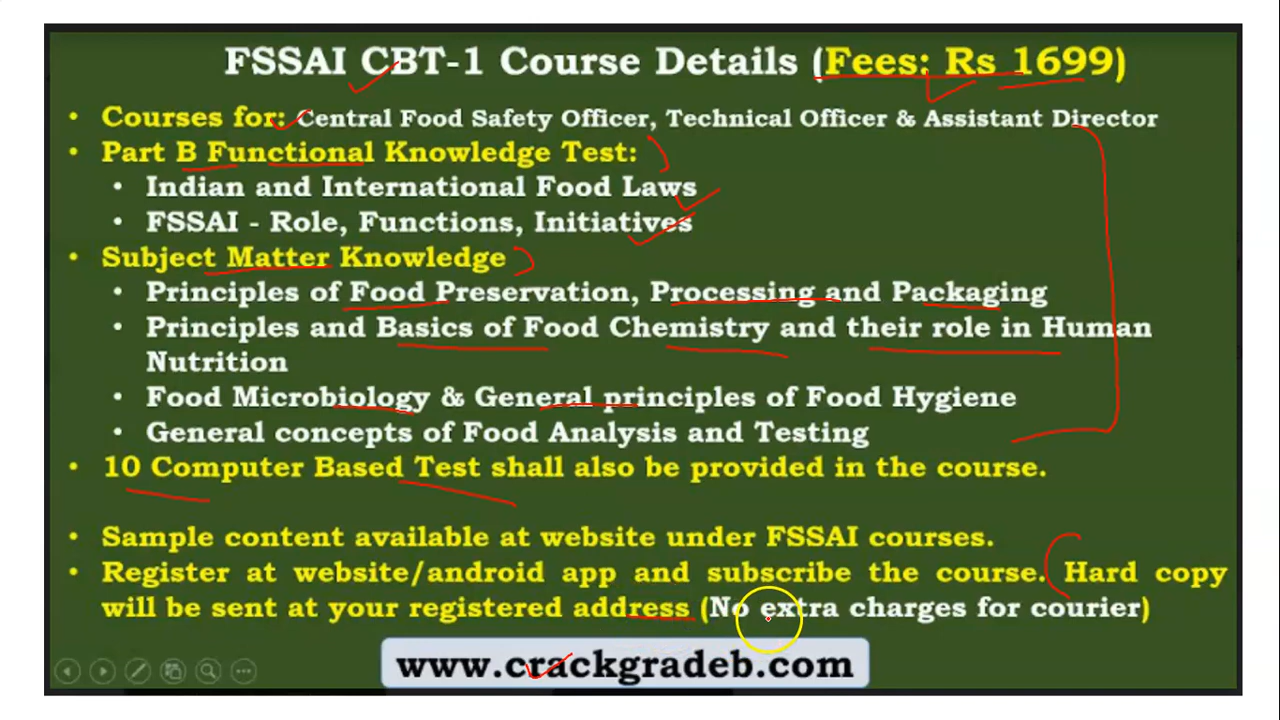 FSSAI CBT-1 Course Details (Fees: Rs 1699)
• Courses for: Central Food Safety Officer, Technical Officer & Assistant Director
• Part B Functional Knowledge Test:
• Indian and International Food Laws
• FSSAI - Role, Functions, Initiatives
• Subject Matter Knowledge
• Principles of Food Preservation, Processing and Packaging
• Principles and Basics of Food Chemistry and their role in Human
Nutrition
• Food Microbiology & General principles of Food Hygiene
• General concepts of Food Analysis and Testing
• 10 Computer Based Test shall also be provided in the course.
• Sample content available at website under FSSAI courses.
• Register at website/android app and subscribe the course. Hard copy
will be sent at your registered address (No extra charges for courier)
www.crackgradeb.com